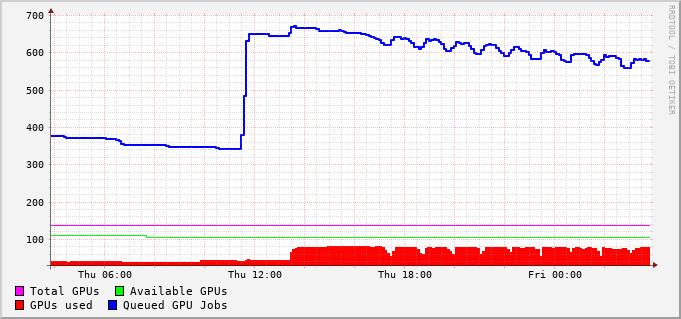 700
600
500
400
300
200
100
Thu 06:00 Thu 12:00 Thu 18:00 Fri 00:00
Total GPUs Available GPUs
GPUs used Queued GPU Jobs
RRDTOOL / TOBI OETIKER